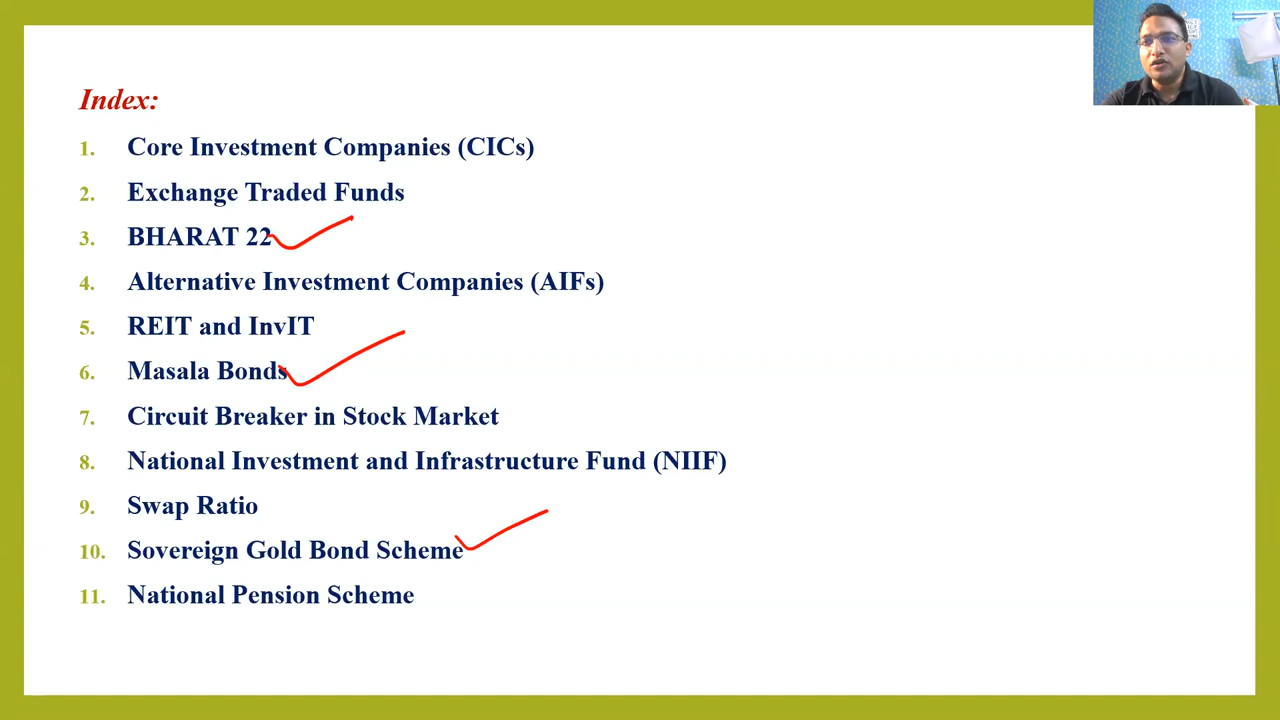 Index:
1. Core Investment Companies (CICs)
2. Exchange Traded Funds
3. BHARAT 22
4. Alternative Investment Companies (AIFs)
5. REIT and InvIT
6. Masala Bonds
7. Circuit Breaker in Stock Market
8. National Investment and Infrastructure Fund (NIIF)
9. Swap Ratio
10. Sovereign Gold Bond Scheme
11. National Pension Scheme